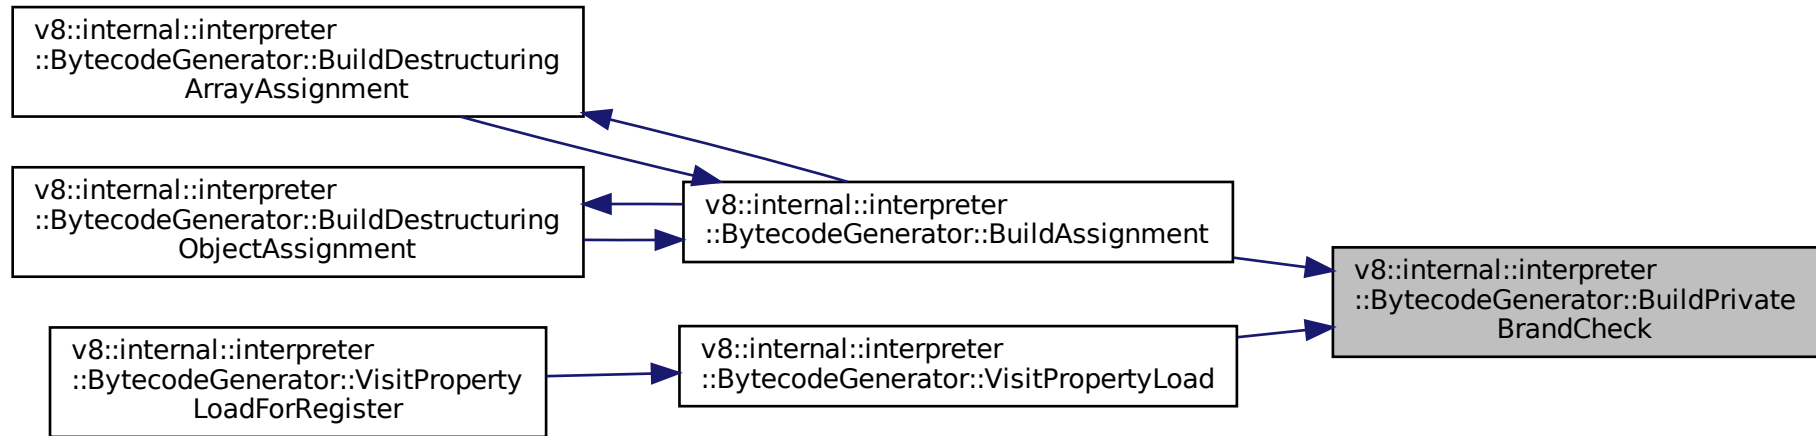 v8::internal::interpreter
::BytecodeGenerator::BuildDestructuring
ArrayAssignment
v8::internal::interpreter
::BytecodeGenerator::BuildDestructuring
ObjectAssignment
v8::internal::interpreter
::BytecodeGenerator::BuildAssignment
v8::internal::interpreter
::BytecodeGenerator::BuildPrivate
BrandCheck
v8::internal::interpreter
::BytecodeGenerator::VisitProperty
LoadForRegister
v8::internal::interpreter
::BytecodeGenerator::VisitPropertyLoad